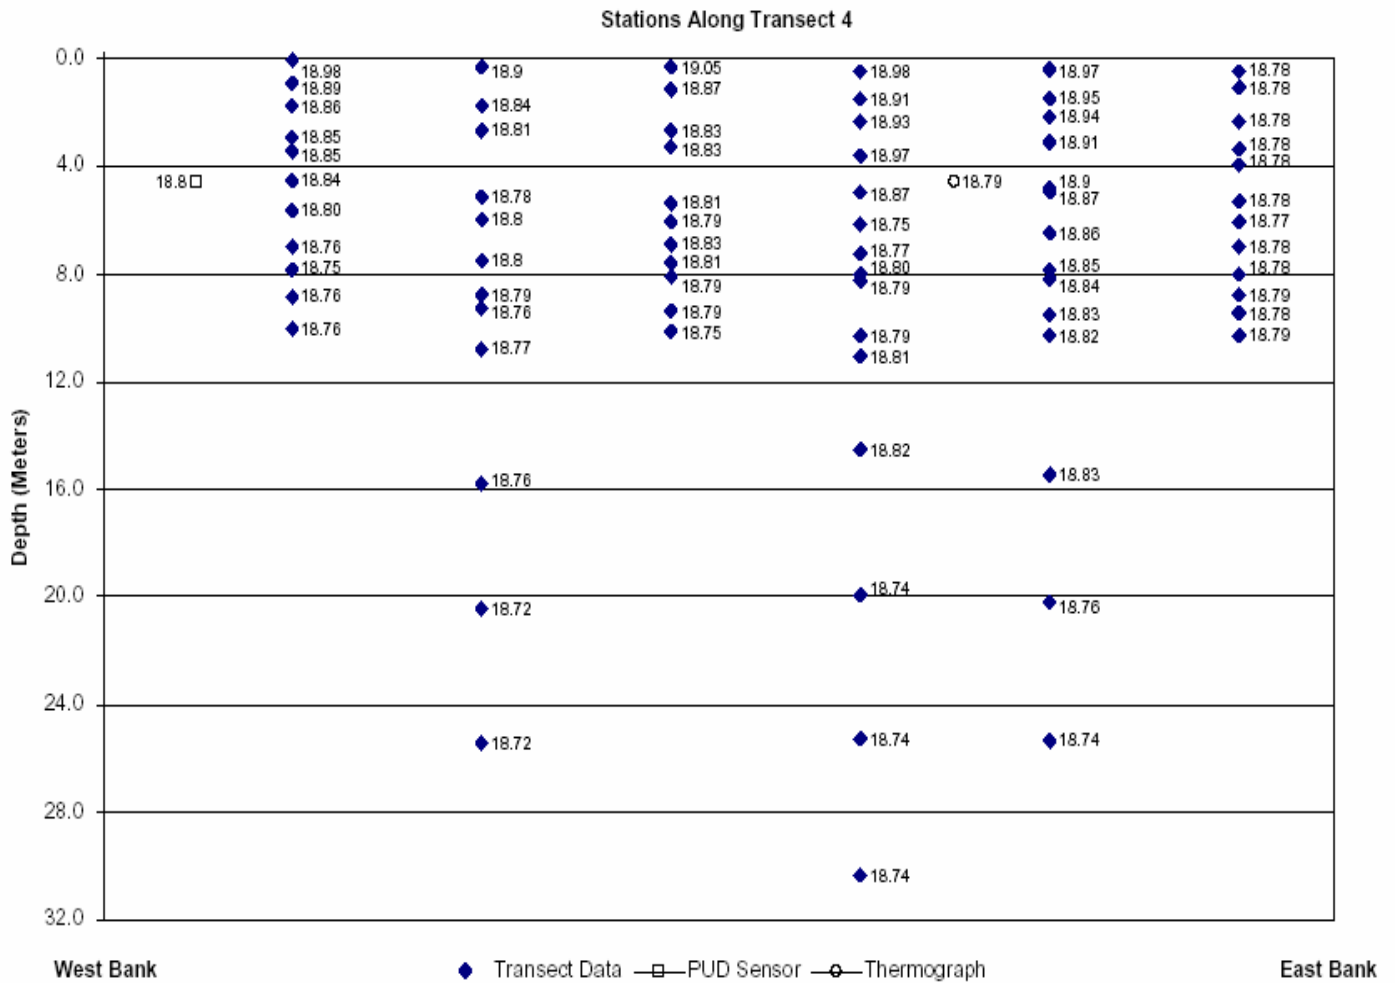 Stations Along Transect 4
0.0
18.98 18.9 19.05 18.98 18.97 18.78
18.89 18.87 18.78
18.86 18.84 18.91 18.95
18.81 18.83 18.93 18.94 18.78
18.85 18.83 18.97 18.91 18.78
18.85 18.78
4.0
18.8 18.84 18.79 18.9
18.80 18.78 18.81 18.87 18.87 18.78
18.8 18.79 18.75 18.86 18.77
18.76 18.8 18.83 18.77 18.85 18.78
18.75 18.81 18.80 18.78
8.0
18.76 18.79 18.79 18.79 18.84 18.79
18.76 18.76 18.79 18.79 18.83 18.78
18.77 18.75 18.81 18.82 18.79
12.0
Depth (Meters)
18.82
18.76 18.83
16.0
18.74
20.0
18.72 18.76
24.0
18.72 18.74 18.74
28.0
18.74
32.0
West Bank Transect Data PUD Sensor Thermograph East Bank